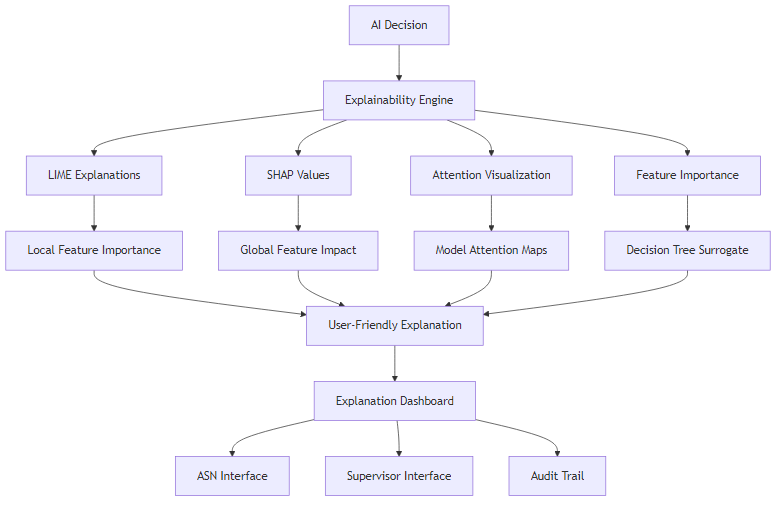 AI Decision
Explainability Engine
LIME Explanations
SHAP Values
Attention Visualization
Feature Importance
Local Feature Importance
Global Feature Impact
Model Attention Maps
Decision Tree Surrogate
User-Friendly Explanation
Explanation Dashboard
ASN Interface
Supervisor Interface
Audit Trail